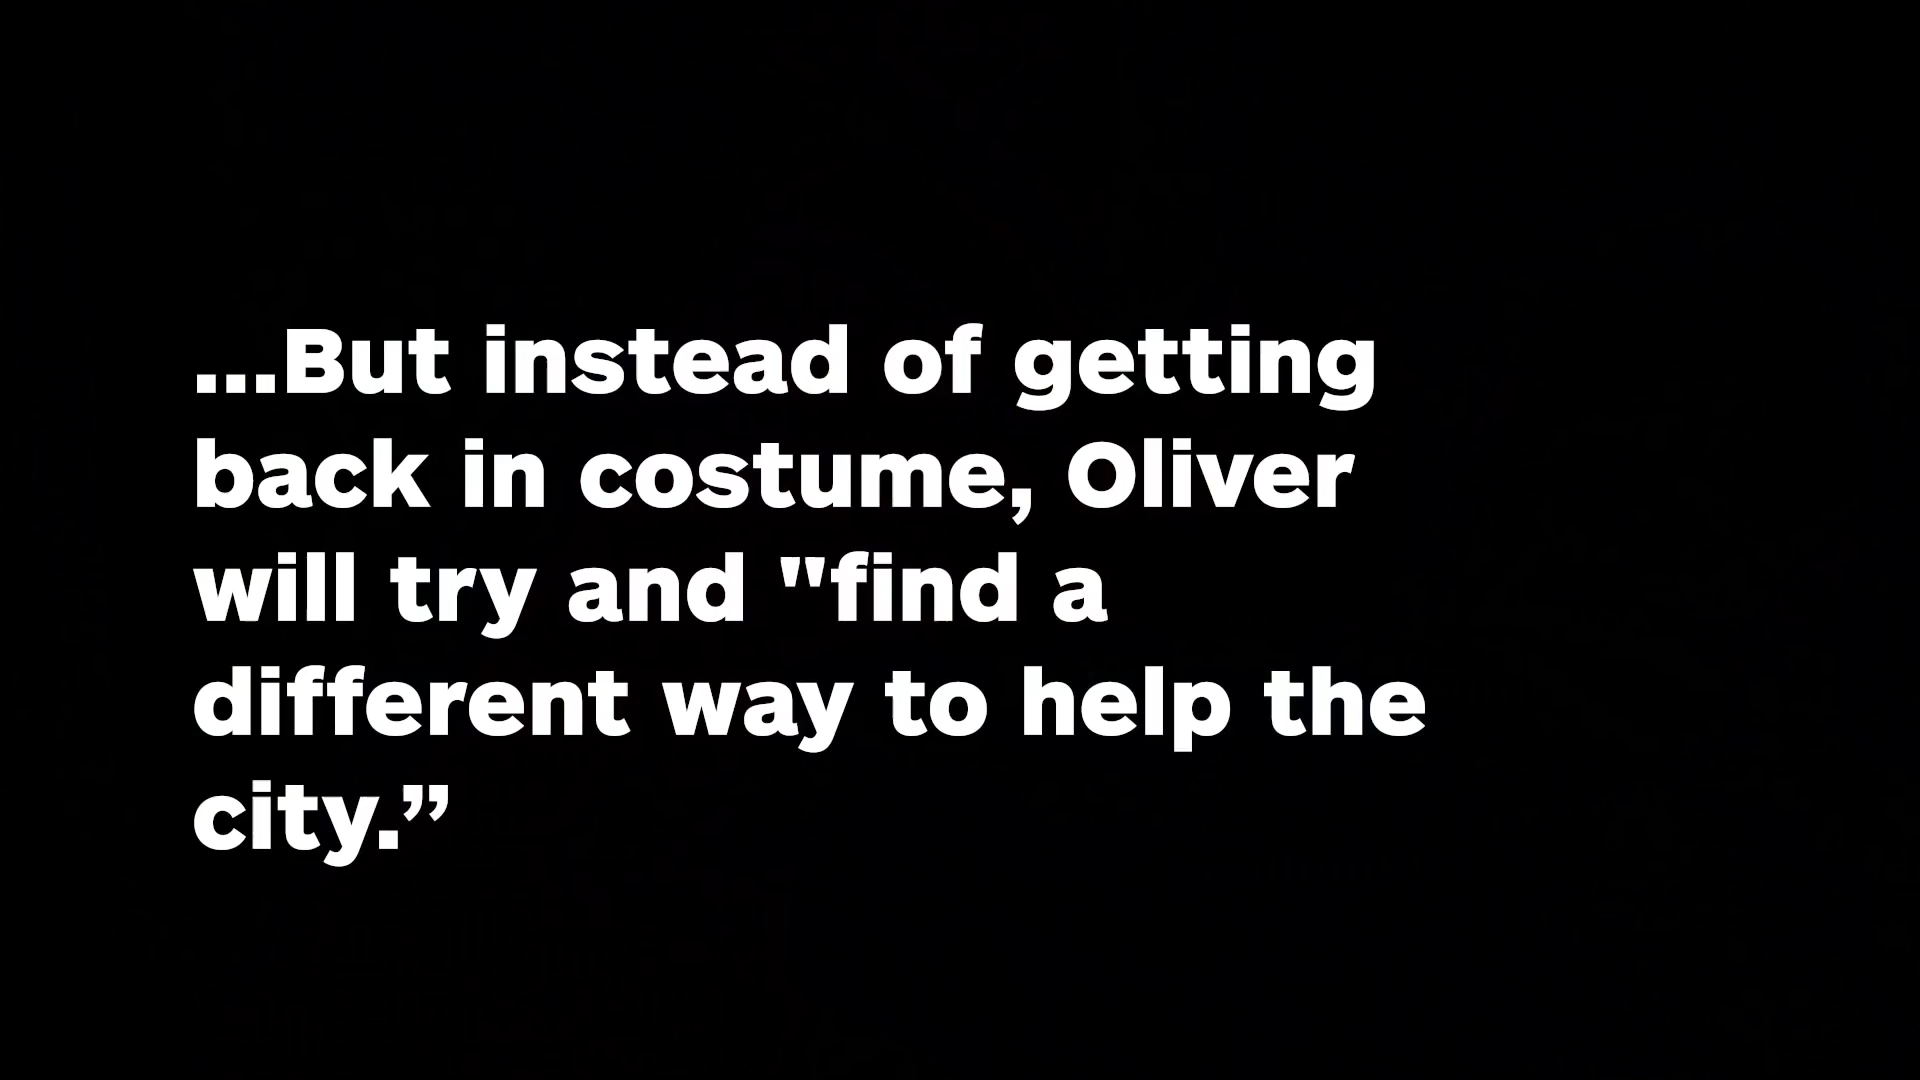 ...But instead of getting
back in costume, Oliver
will try and "find a
different way to help the
city.”